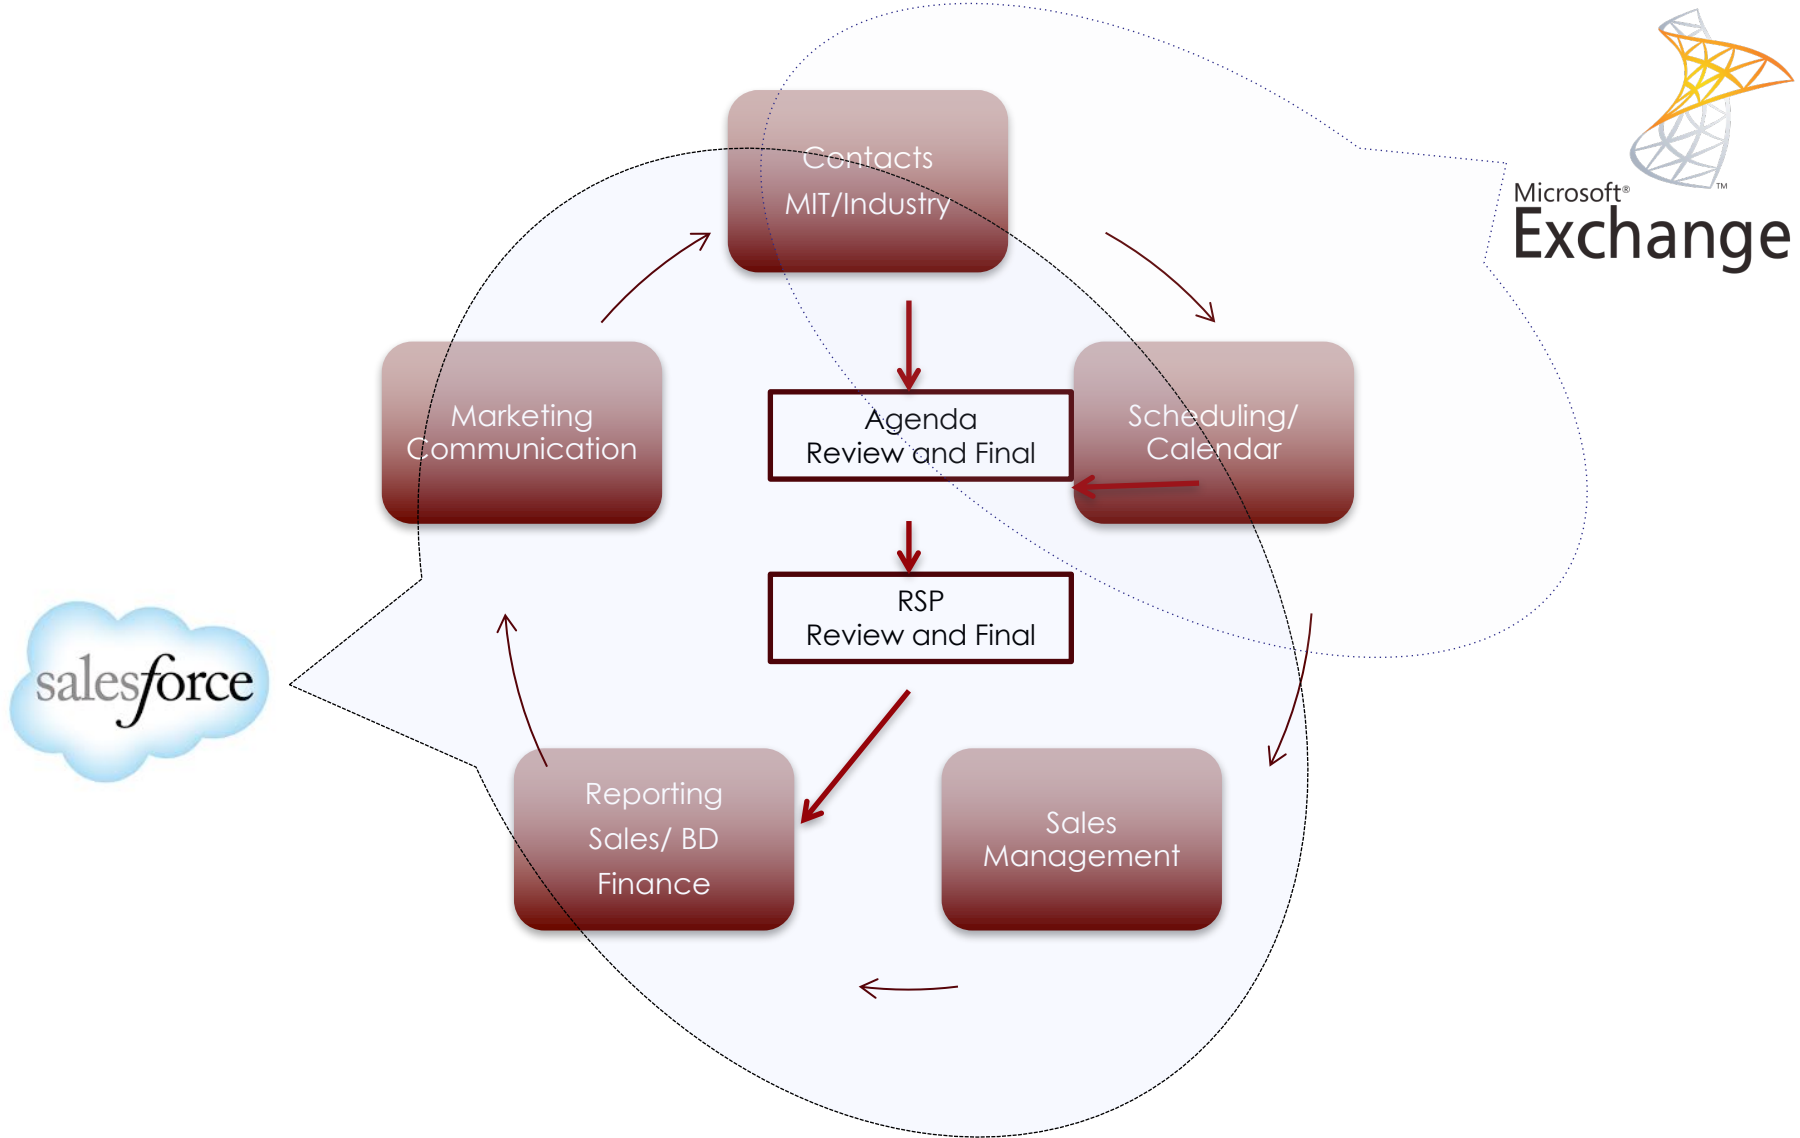 Microsoft®
Exchange
™
Contacts
MIT/Industry
Marketing
Communication
Agenda
Review and Final
Scheduling/
Calendar
RSP
Review and Final
salesforce
Reporting
Sales/ BD
Finance
Sales
Management